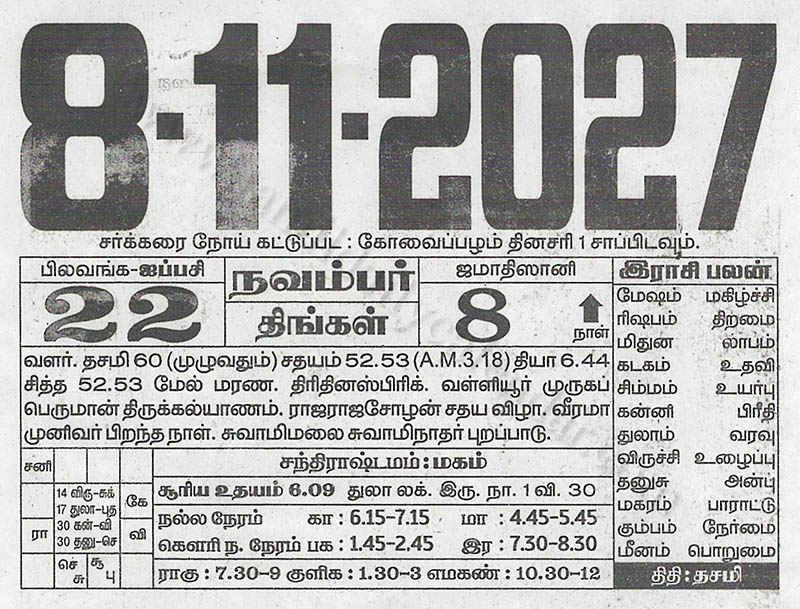 8-11-2027
சர்க்கரை நோய் கட்டுப்பட : கோவைப்பழம் தினசரி 1 சாப்பிடவும்.
பிலவங்க-ஐப்பசி
22
நவம்பர்
திங்கள்
ஜமாதிஸானி
8
நாள்
வளர். தசமி 60 (முழுவதும்) சதயம் 52.53 (A.M.3.18) தியா 6.44
சித்த 52.53 மேல் மரண. திரிதினஸ்பிரிக். வள்ளியூர் முருகப்
பெருமான் திருக்கல்யாணம். ராஜராஜசோழன் சதய விழா. வீரமா
முனிவர் பிறந்த நாள். சுவாமிமலை சுவாமிநாதர் புறப்பாடு.
இராசி பலன்
மேஷம் மகிழ்ச்சி
ரிஷபம் திறமை
மிதுன லாபம்
கடகம் உதவி
சிம்மம் உயர்பு
கன்னி பிரீதி
துலாம் வரவு
விருச்சி உழைப்பு
தனுசு அன்பு
மகரம் பாராட்டு
கும்பம் நேர்மை
மீனம் பொறுமை
திதி : தசமி
சனி
கே
14 விரு-சுக்
17 துலா-புத
30 கன்-வி
30 தனு-செ
ரா
வி
செ சூ
சு பு
சந்திராஷ்டமம் : மகம்
சூரிய உதயம் 6.09 துலா லக். இரு. நா. 1 வி. 30
நல்ல நேரம் கா : 6.15-7.15 மா : 4.45-5.45
கௌரி ந. நேரம் பக : 1.45-2.45 இர : 7.30-8.30
ராகு : 7.30-9 குளிக : 1.30-3 எமகண் : 10.30-12